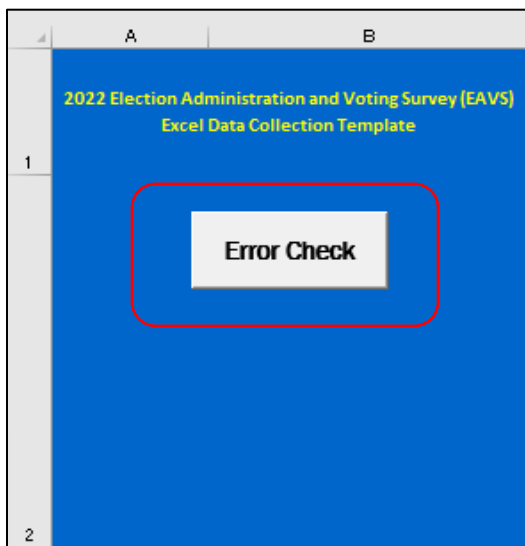 A B
2022 Election Administration and Voting Survey (EAVS)
Excel Data Collection Template
1
Error Check
2